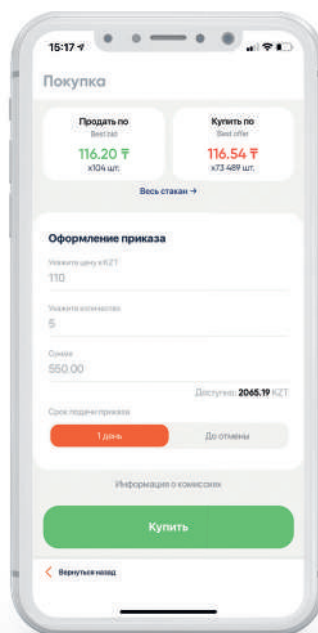 15:17
Покупка
Продать по
Best bid
116.20 ₸
x104 шт.
Купить по
Best offer
116.54 ₸
x73 489 шт.
Весь стакан →
Оформление приказа
Укажите цену в KZT
110
Укажите количество
5
Сумма
550.00
Доступно: 2065.19 KZT
Срок подачи приказа
1 день
До отмены
Информация о комиссиях
Купить
Вернуться назад